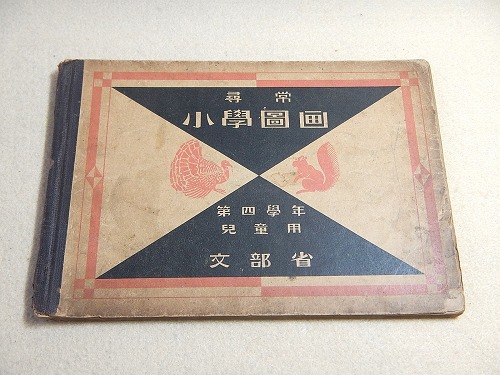 尋常
小學圖画
第四學年
兒童用
文部省